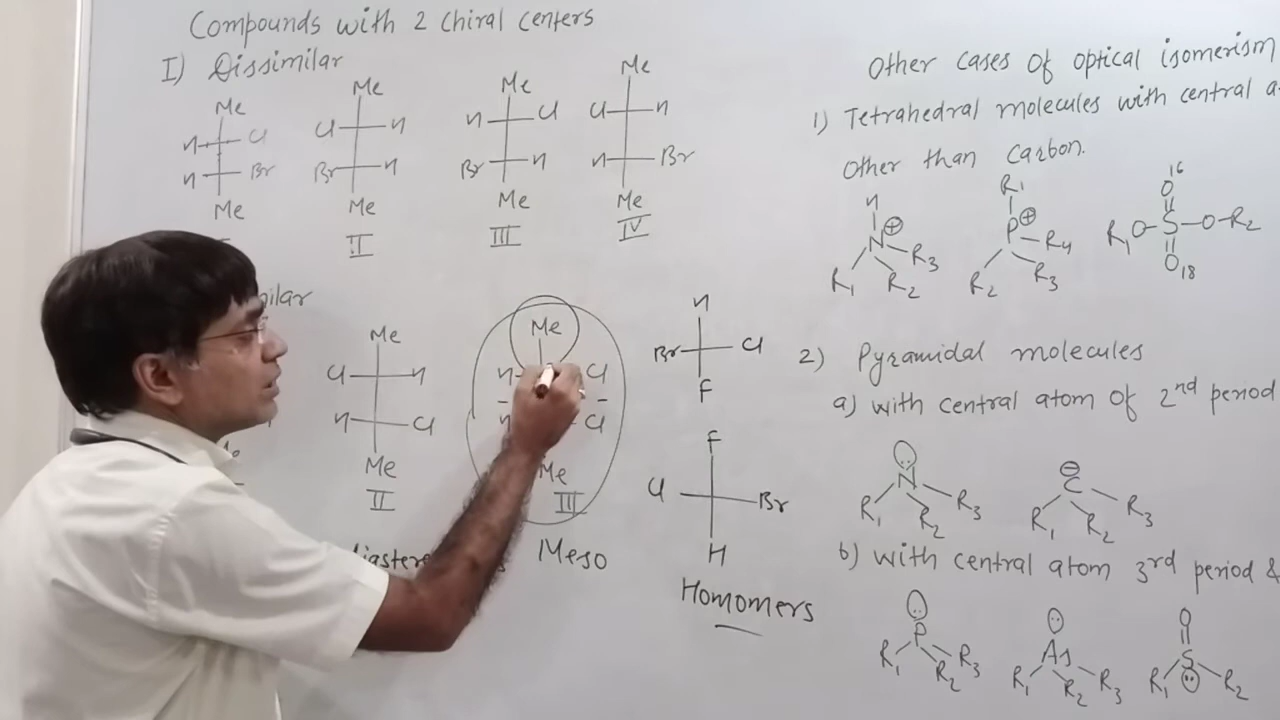 Compounds with 2 chiral centers
I) Dissimilar
Me Me Me Me
H Cl Cl H H Cl Cl H
H Br Br H Br H H Br
Me Me Me Me
II III IV
Me Me
Cl H H Cl
H Cl H Cl
Me Me
II III
Meso
H
Br Cl
F
F
Cl Br
H
Homomers
Other cases of optical isomerism
1) Tetrahedral molecules with central
Other than carbon.
H R1 O16
N⊕ P⊕ R1O-S-O-R2
R1 R2 R3 R2 R3 R4 O18
2) Pyramidal molecules
a) with central atom of 2nd period
N C⊖
R1 R2 R3 R1 R2 R3
b) with central atom 3rd period &
O
P As S
R1 R2 R3 R1 R2 R3 R1 R2